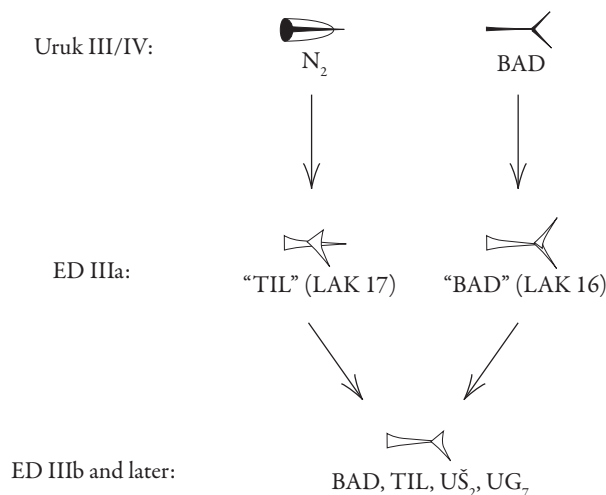 Uruk III/IV:
N₂
BAD
ED IIIa:
“TIL” (LAK 17)
“BAD” (LAK 16)
ED IIIb and later:
BAD, TIL, UŠ₂, UG₇